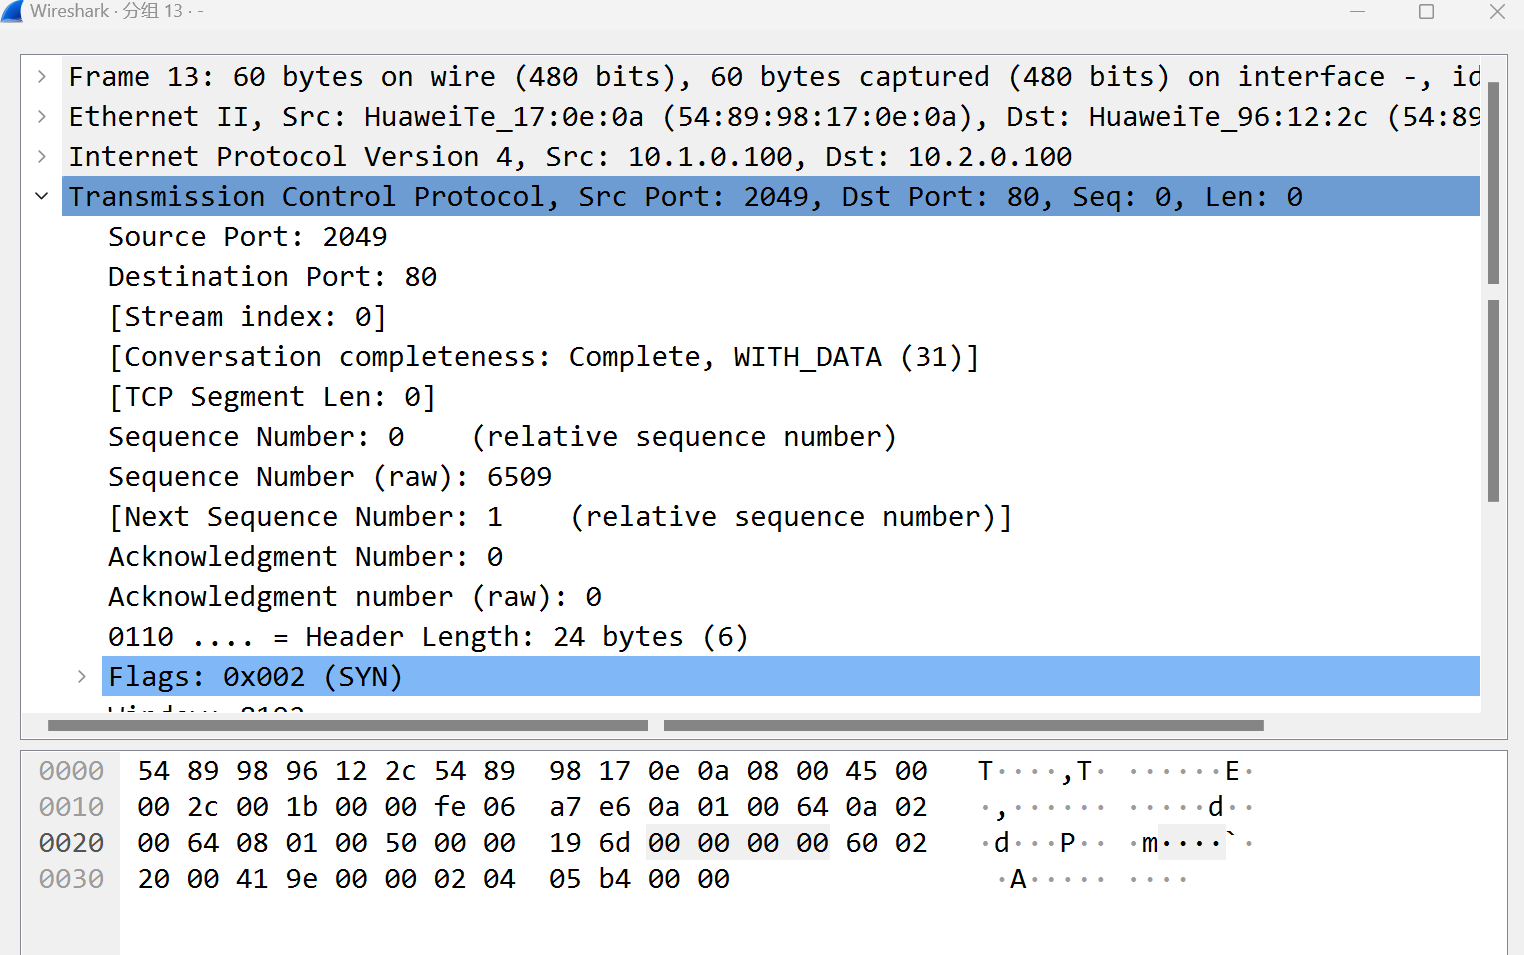 Wireshark · 分组 13 · -
Frame 13: 60 bytes on wire (480 bits), 60 bytes captured (480 bits) on interface -, id
Ethernet II, Src: HuaweiTe_17:0e:0a (54:89:98:17:0e:0a), Dst: HuaweiTe_96:12:2c (54:89
Internet Protocol Version 4, Src: 10.1.0.100, Dst: 10.2.0.100
Transmission Control Protocol, Src Port: 2049, Dst Port: 80, Seq: 0, Len: 0
Source Port: 2049
Destination Port: 80
[Stream index: 0]
[Conversation completeness: Complete, WITH_DATA (31)]
[TCP Segment Len: 0]
Sequence Number: 0    (relative sequence number)
Sequence Number (raw): 6509
[Next Sequence Number: 1    (relative sequence number)]
Acknowledgment Number: 0
Acknowledgment number (raw): 0
0110 .... = Header Length: 24 bytes (6)
Flags: 0x002 (SYN)
Window: 8192
0000 54 89 98 96 12 2c 54 89 98 17 0e 0a 08 00 45 00 T····,T· ······E·
0010 00 2c 00 1b 00 00 fe 06 a7 e6 0a 01 00 64 0a 02 ·,······ ·····d··
0020 00 64 08 01 00 50 00 00 19 6d 00 00 00 00 60 02 ·d···P·· ·m····`·
0030 20 00 41 9e 00 00 02 04 05 b4 00 00 ·A····· ····